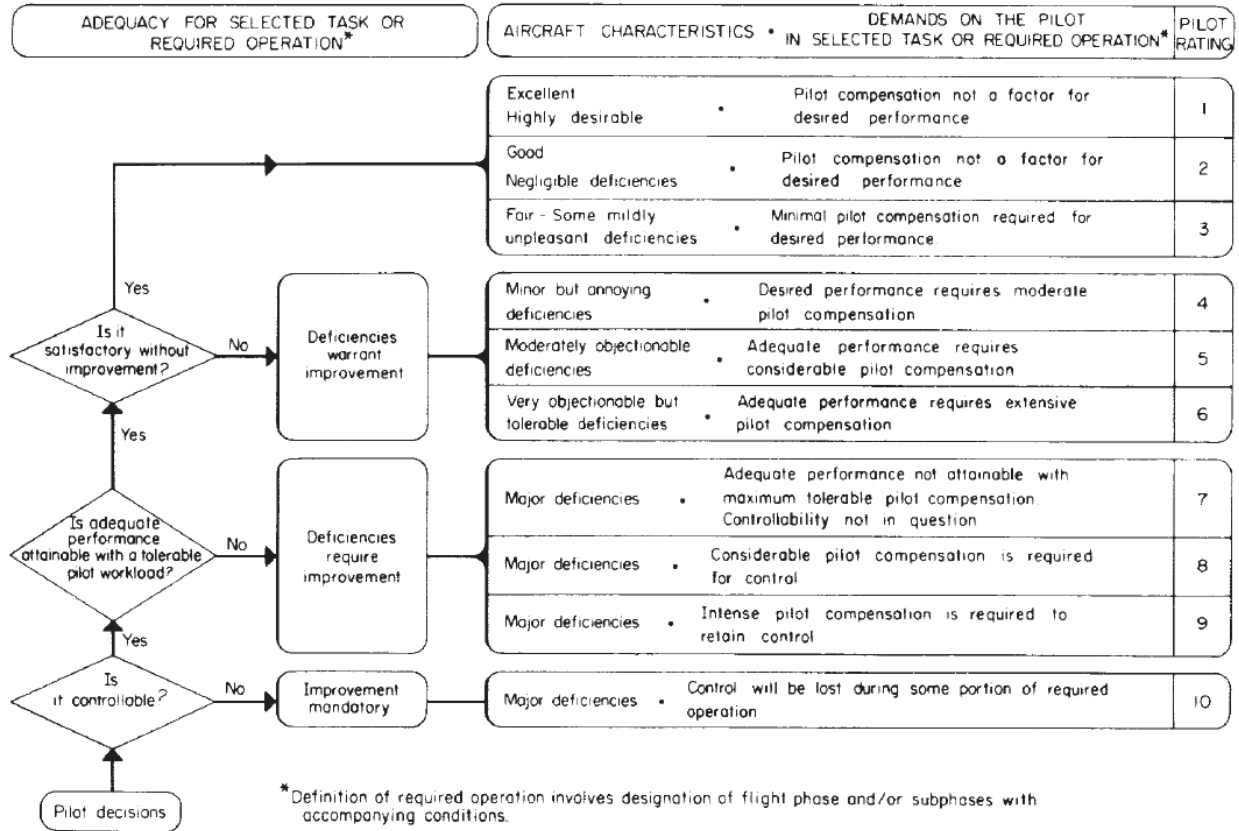 ADEQUACY FOR SELECTED TASK OR
REQUIRED OPERATION*
AIRCRAFT CHARACTERISTICS •
DEMANDS ON THE PILOT
IN SELECTED TASK OR REQUIRED OPERATION*
PILOT
RATING
Excellent
Highly desirable
•
Pilot compensation not a factor for
desired performance
1
Good
Negligible deficiencies
•
Pilot compensation not a factor for
desired performance
2
Fair - Some mildly
unpleasant deficiencies
•
Minimal pilot compensation required for
desired performance
3
Yes
Is it
satisfactory without
improvement?
No
Deficiencies
warrant
improvement
Minor but annoying
deficiencies
•
Desired performance requires moderate
pilot compensation
4
Moderately objectionable
deficiencies
•
Adequate performance requires
considerable pilot compensation
5
Very objectionable but
tolerable deficiencies
•
Adequate performance requires extensive
pilot compensation
6
Yes
Is adequate
performance
attainable with a tolerable
pilot workload?
No
Deficiencies
require
improvement
Major deficiencies
•
Adequate performance not attainable with
maximum tolerable pilot compensation.
Controllability not in question
7
Major deficiencies
•
Considerable pilot compensation is required
for control
8
Major deficiencies
•
Intense pilot compensation is required to
retain control
9
Yes
Is
it controllable?
No
Improvement
mandatory
Major deficiencies
•
Control will be lost during some portion of required
operation
10
Pilot decisions
*Definition of required operation involves designation of flight phase and/or subphases with
accompanying conditions.